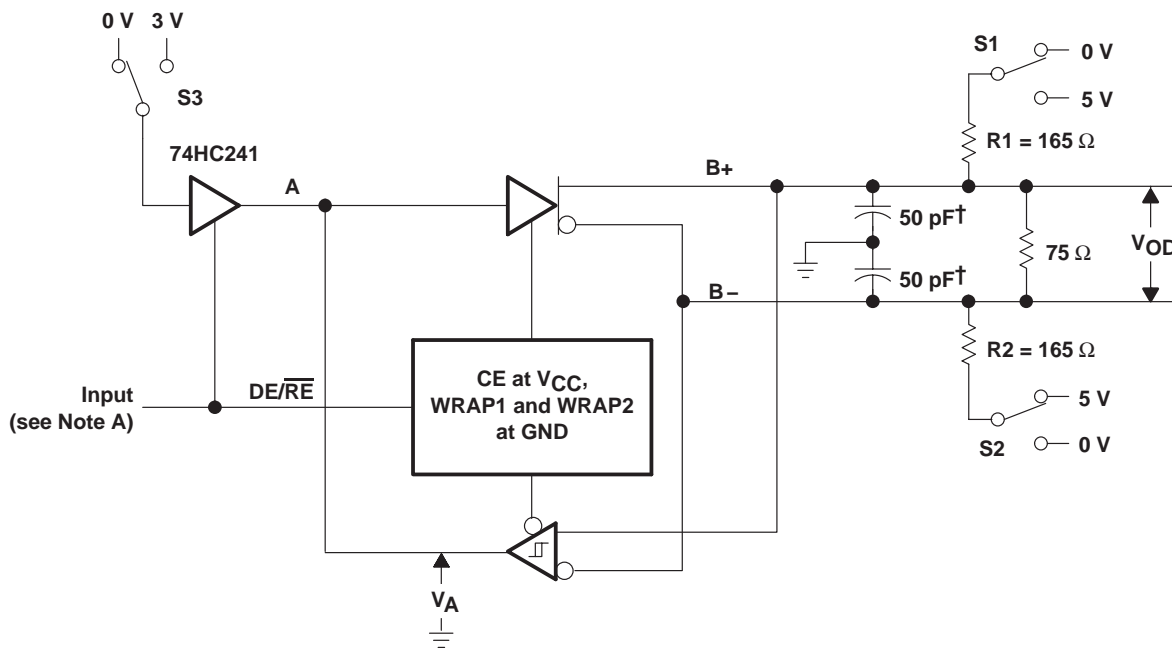 0 V
3 V
S3
74HC241
A
B+
S1
0 V
5 V
R1 = 165 Ω
50 pF†
50 pF†
75 Ω
VOD
B−
R2 = 165 Ω
5 V
0 V
S2
Input
(see Note A)
DE/RE
CE at VCC,
WRAP1 and WRAP2
at GND
VA